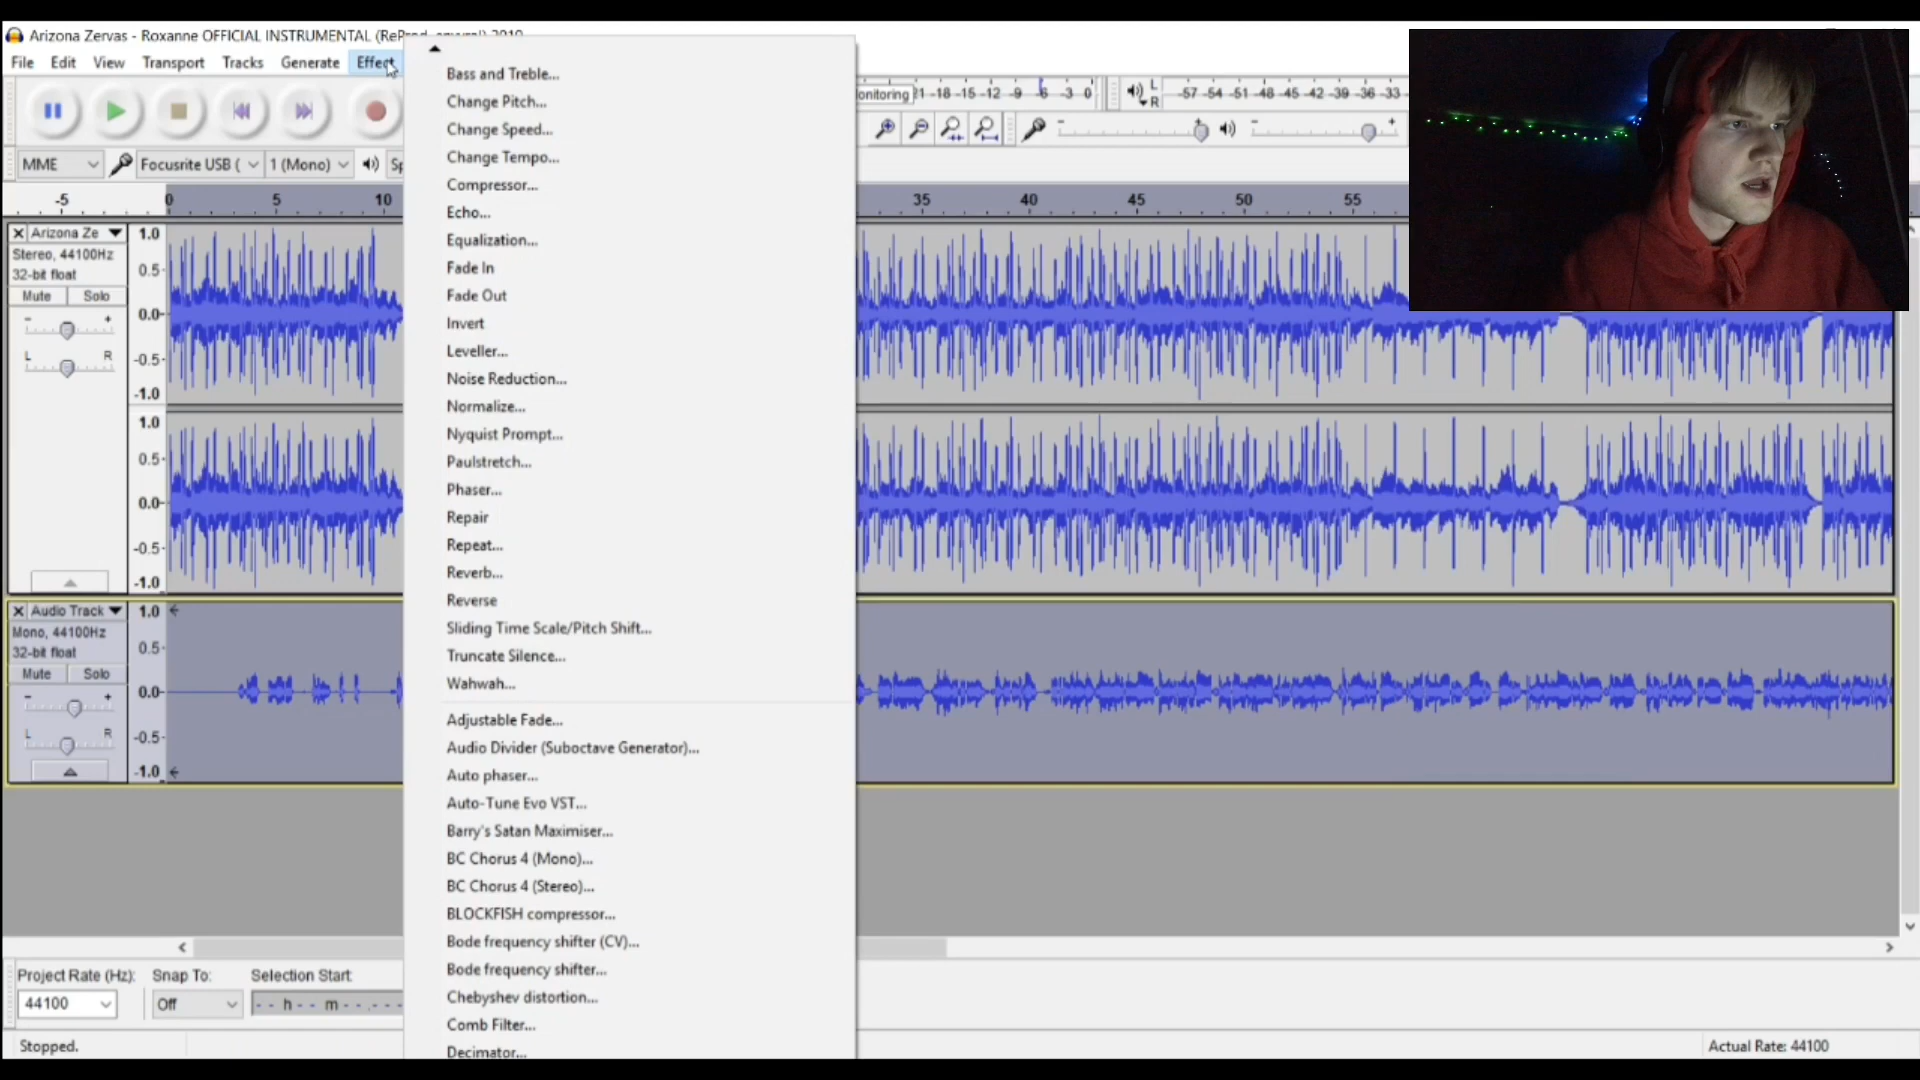 Arizona Zervas - Roxanne OFFICIAL INSTRUMENTAL
File Edit View Transport Tracks Generate Effect
onitoring 21 -18 -15 -12 -9 -6 -3 0 L R -57 -54 -51 -48 -45 -42 -39 -36 -33
MME Focusrite USB ( 1 (Mono) Sp
-5 0 5 10 35 40 45 50 55
Arizona Ze
Stereo, 44100Hz
32-bit float
Mute Solo
- +
L R
1.0
0.5
0.0
-0.5
-1.0
1.0
0.5
0.0
-0.5
-1.0
Audio Track
Mono, 44100Hz
32-bit float
Mute Solo
- +
L R
1.0
0.5
0.0
-0.5
-1.0
Bass and Treble...
Change Pitch...
Change Speed...
Change Tempo...
Compressor...
Echo...
Equalization...
Fade In
Fade Out
Invert
Leveller...
Noise Reduction...
Normalize...
Nyquist Prompt...
Paulstretch...
Phaser...
Repair
Repeat...
Reverb...
Reverse
Sliding Time Scale/Pitch Shift...
Truncate Silence...
Wahwah...
Adjustable Fade...
Audio Divider (Suboctave Generator)...
Auto phaser...
Auto-Tune Evo VST...
Barry's Satan Maximiser...
BC Chorus 4 (Mono)...
BC Chorus 4 (Stereo)...
BLOCKFISH compressor...
Bode frequency shifter (CV)...
Bode frequency shifter...
Chebyshev distortion...
Comb Filter...
Decimator...
Project Rate (Hz): Snap To: Selection Start
44100 Off - - h - - m - - . - - -
Stopped.
Actual Rate: 44100